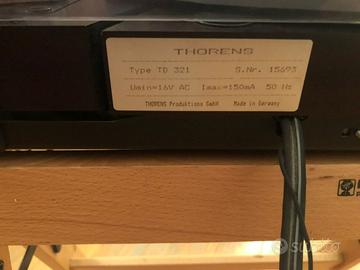 THORENS
Type TD 321 S.Nr. 15693
Umin=16V AC Imax=150mA 50 Hz
THORENS Produktions GmbH Made in Germany
subito